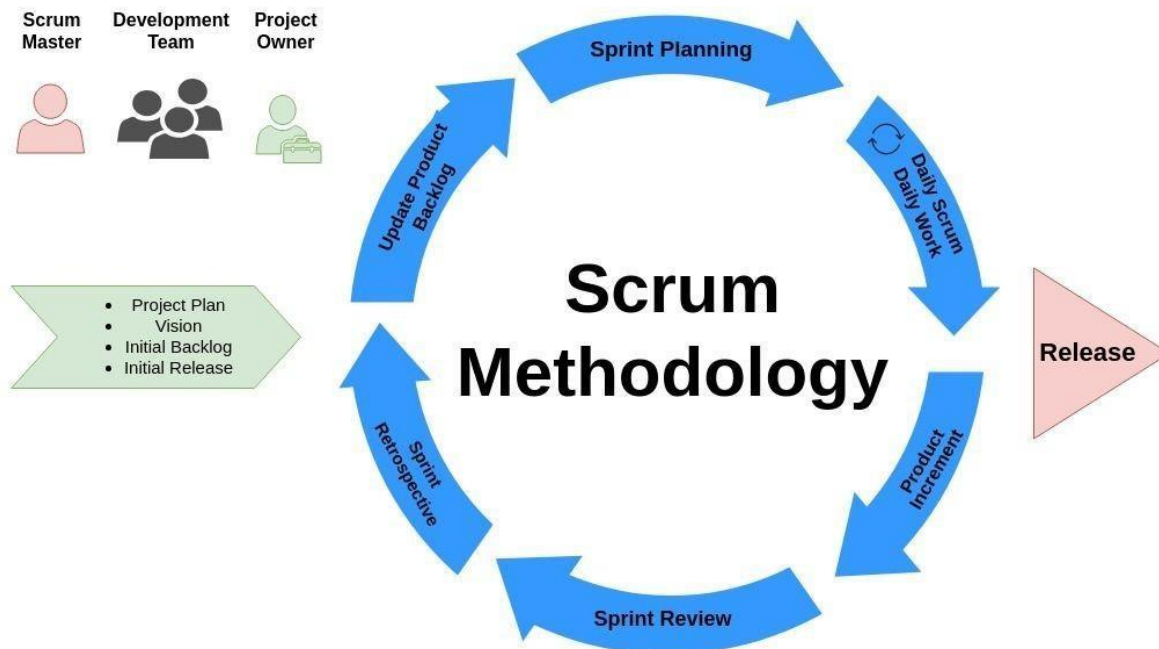 Scrum
Master
Development
Team
Project
Owner
Sprint Planning
Daily Scrum
Daily Work
Update Product
Backlog
Scrum
Methodology
• Project Plan
• Vision
• Initial Backlog
• Initial Release
Release
Product
Increment
Sprint
Retrospective
Sprint Review